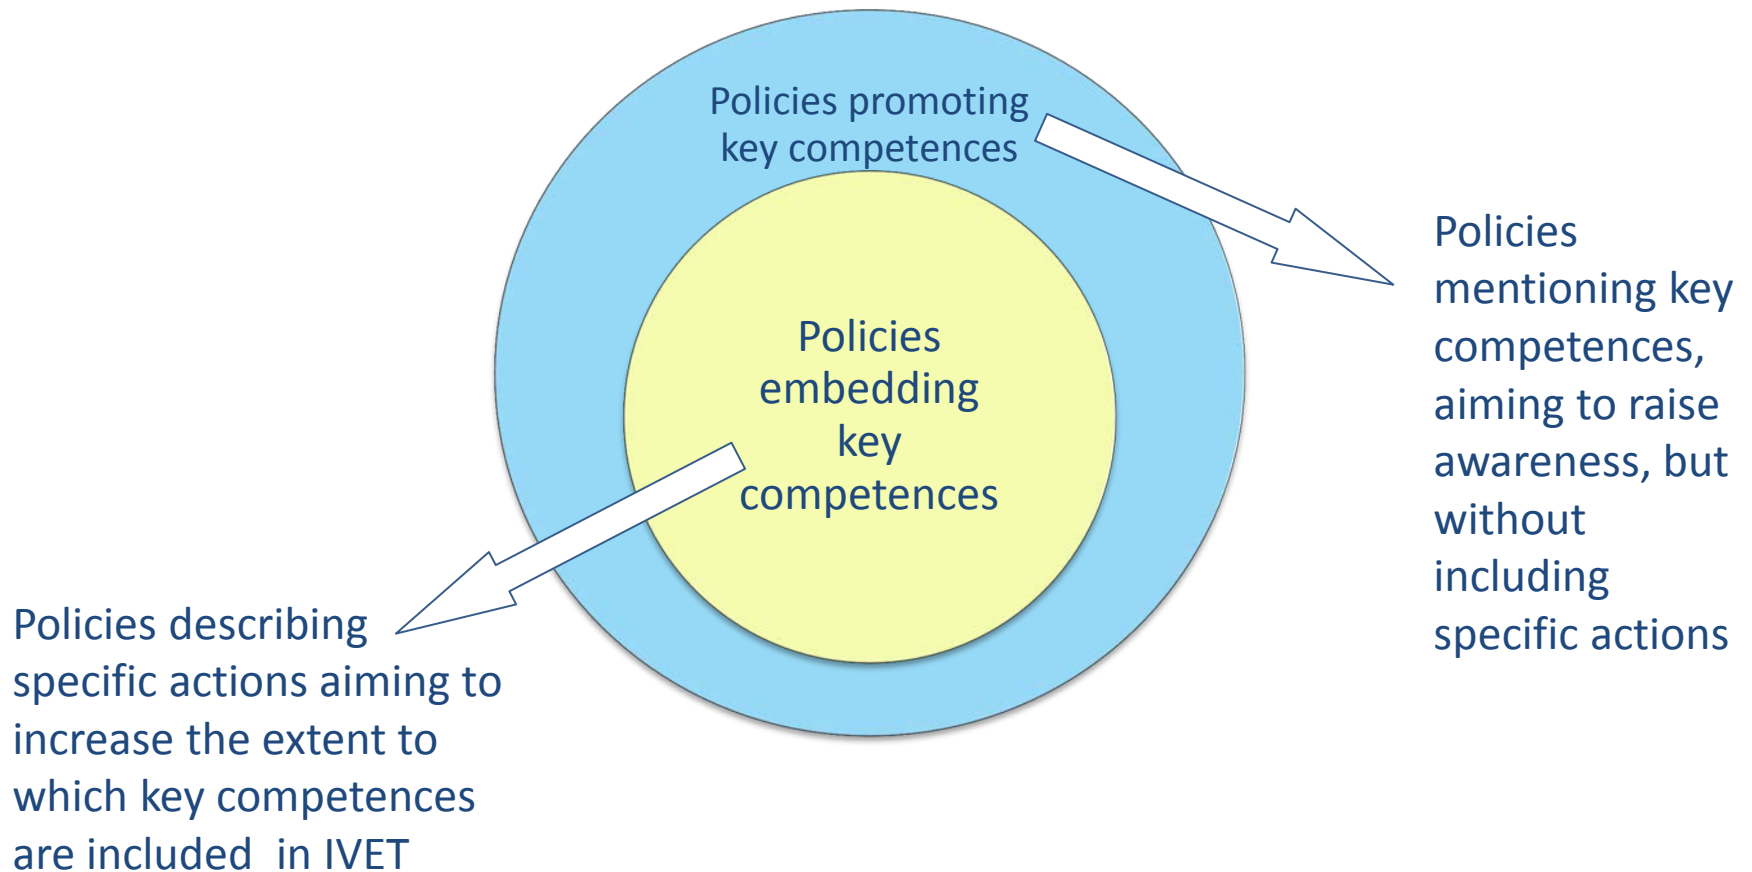 Policies promoting
key competences
Policies
embedding
key
competences
Policies
mentioning key
competences,
aiming to raise
awareness, but
without
including
specific actions
Policies describing
specific actions aiming to
increase the extent to
which key competences
are included  in IVET